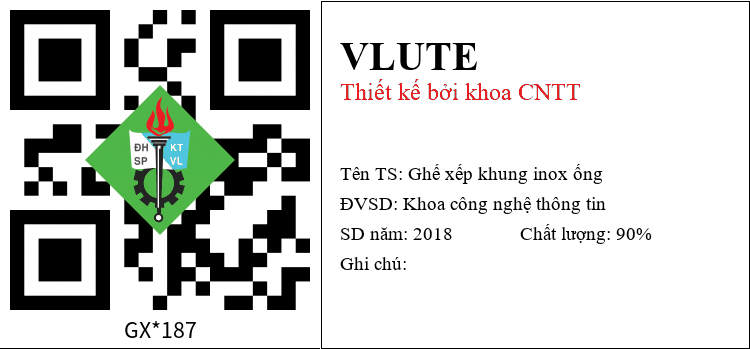 ĐH KT
SP VL
GX*187
VLUTE
Thiết kế bởi khoa CNTT
Tên TS: Ghế xếp khung inox ống
ĐVSD: Khoa công nghệ thông tin
SD năm: 2018 Chất lượng: 90%
Ghi chú: